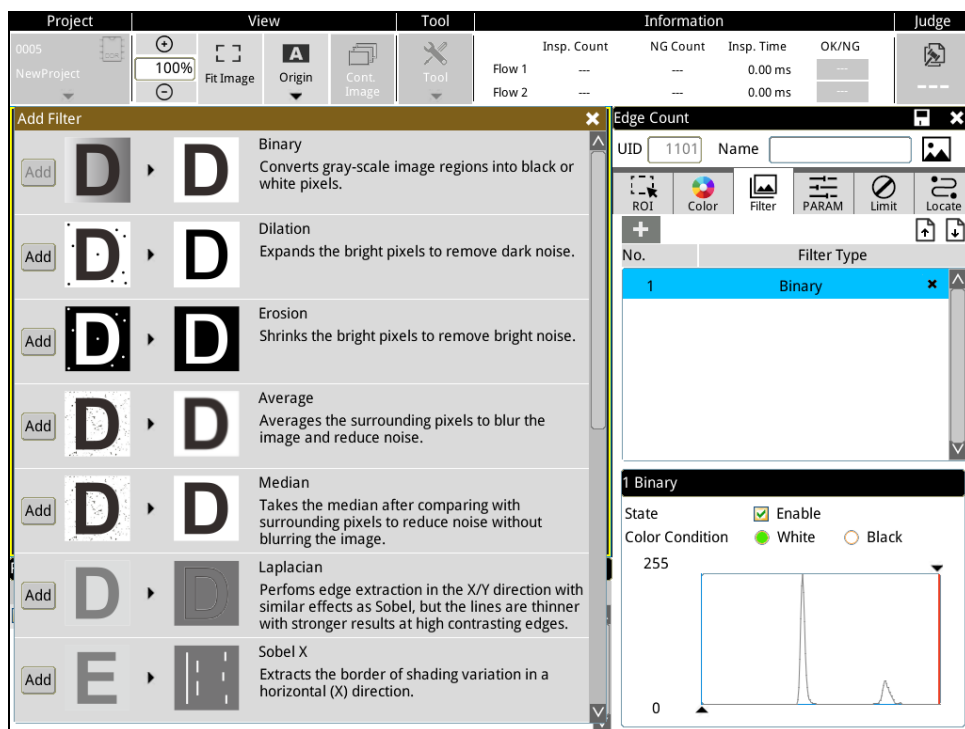 Project View Tool Information Judge
0005
NewProject
100%
Fit Image
A
Origin
Cont.
Image
Tool
Insp. Count NG Count Insp. Time OK/NG
Flow 1 --- --- 0.00 ms ---
Flow 2 --- --- 0.00 ms ---
---
Add Filter
Add
D D
Binary
Converts gray-scale image regions into black or
white pixels.
Add
D D
Dilation
Expands the bright pixels to remove dark noise.
Add
D D
Erosion
Shrinks the bright pixels to remove bright noise.
Add
D D
Average
Averages the surrounding pixels to blur the
image and reduce noise.
Add
D D
Median
Takes the median after comparing with
surrounding pixels to reduce noise without
blurring the image.
Add
D D
Laplacian
Perfoms edge extraction in the X/Y direction with
similar effects as Sobel, but the lines are thinner
with stronger results at high contrasting edges.
Add
E
Sobel X
Extracts the border of shading variation in a
horizontal (X) direction.
Edge Count
UID 1101 Name
ROI Color Filter PARAM Limit Locate
No. Filter Type
1 Binary
1 Binary
State Enable
Color Condition White Black
255
0